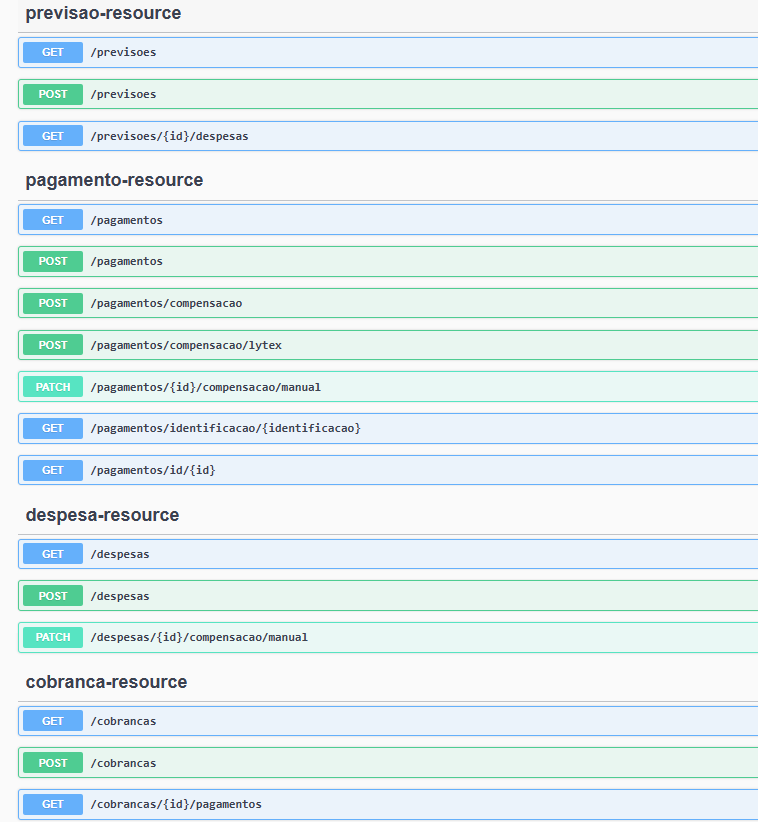 previsao-resource
GET /previsoes
POST /previsoes
GET /previsoes/{id}/despesas
pagamento-resource
GET /pagamentos
POST /pagamentos
POST /pagamentos/compensacao
POST /pagamentos/compensacao/lytex
PATCH /pagamentos/{id}/compensacao/manual
GET /pagamentos/identificacao/{identificacao}
GET /pagamentos/id/{id}
despesa-resource
GET /despesas
POST /despesas
PATCH /despesas/{id}/compensacao/manual
cobranca-resource
GET /cobrancas
POST /cobrancas
GET /cobrancas/{id}/pagamentos